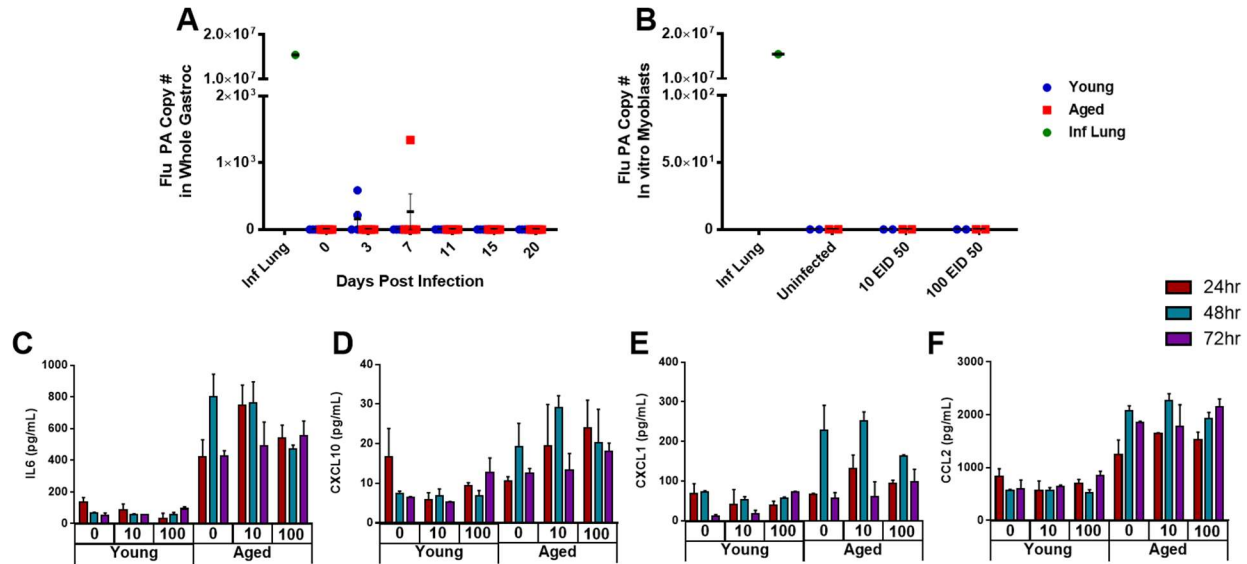 A
Flu PA Copy #
in Whole Gastroc
2.0×10⁷
1.0×10⁷
2×10³
1×10³
0
Inf Lung
0
3
7
11
15
20
Days Post Infection
B
Flu PA Copy #
In vitro Myoblasts
2.0×10⁷
1.0×10⁷
1.0×10²
5.0×10¹
0
Inf Lung
Uninfected
10 EID 50
100 EID 50
Young
Aged
Inf Lung
24hr
48hr
72hr
C
IL6 (pg/mL)
1000
800
600
400
200
0
0 10 100 0 10 100
Young Aged
D
CXCL10 (pg/mL)
40
30
20
10
0
0 10 100 0 10 100
Young Aged
E
CXCL1 (pg/mL)
400
300
200
100
0
0 10 100 0 10 100
Young Aged
F
CCL2 (pg/mL)
3000
2000
1000
0
0 10 100 0 10 100
Young Aged